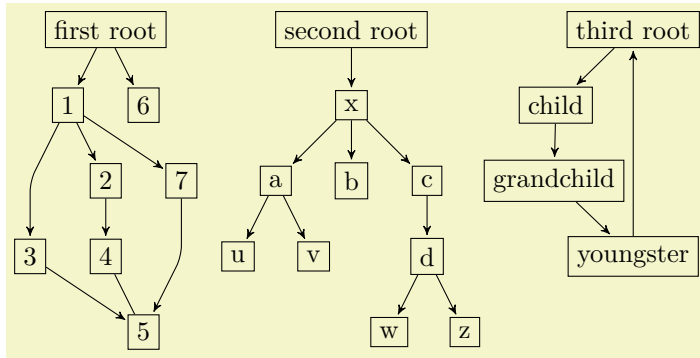 first root
second root
third root
1
6
x
child
2
7
a
b
c
grandchild
3
4
u
v
d
youngster
5
w
z